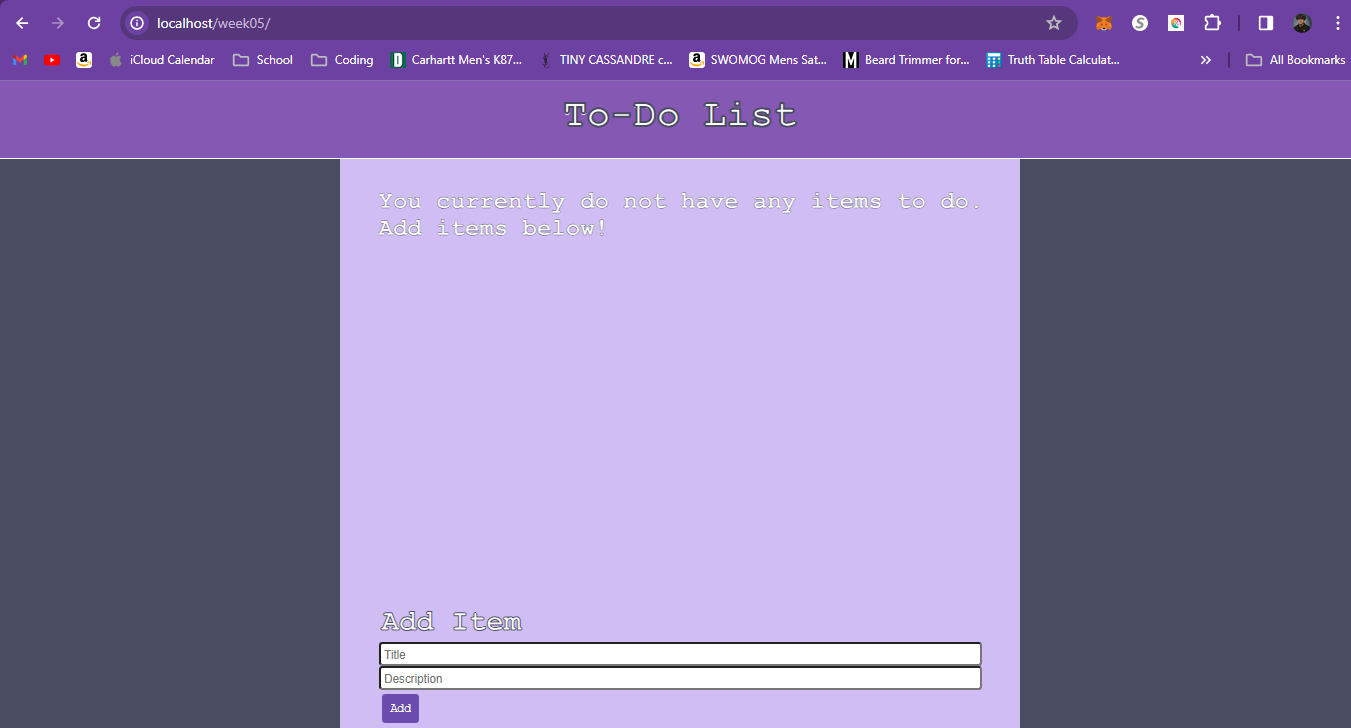 localhost/week05/
iCloud Calendar School Coding Carhartt Men's K87... TINY CASSANDRE c... SWOMOG Mens Sat... Beard Trimmer for... Truth Table Calculat... All Bookmarks
To-Do List
You currently do not have any items to do.
Add items below!
Add Item
Title
Description
Add